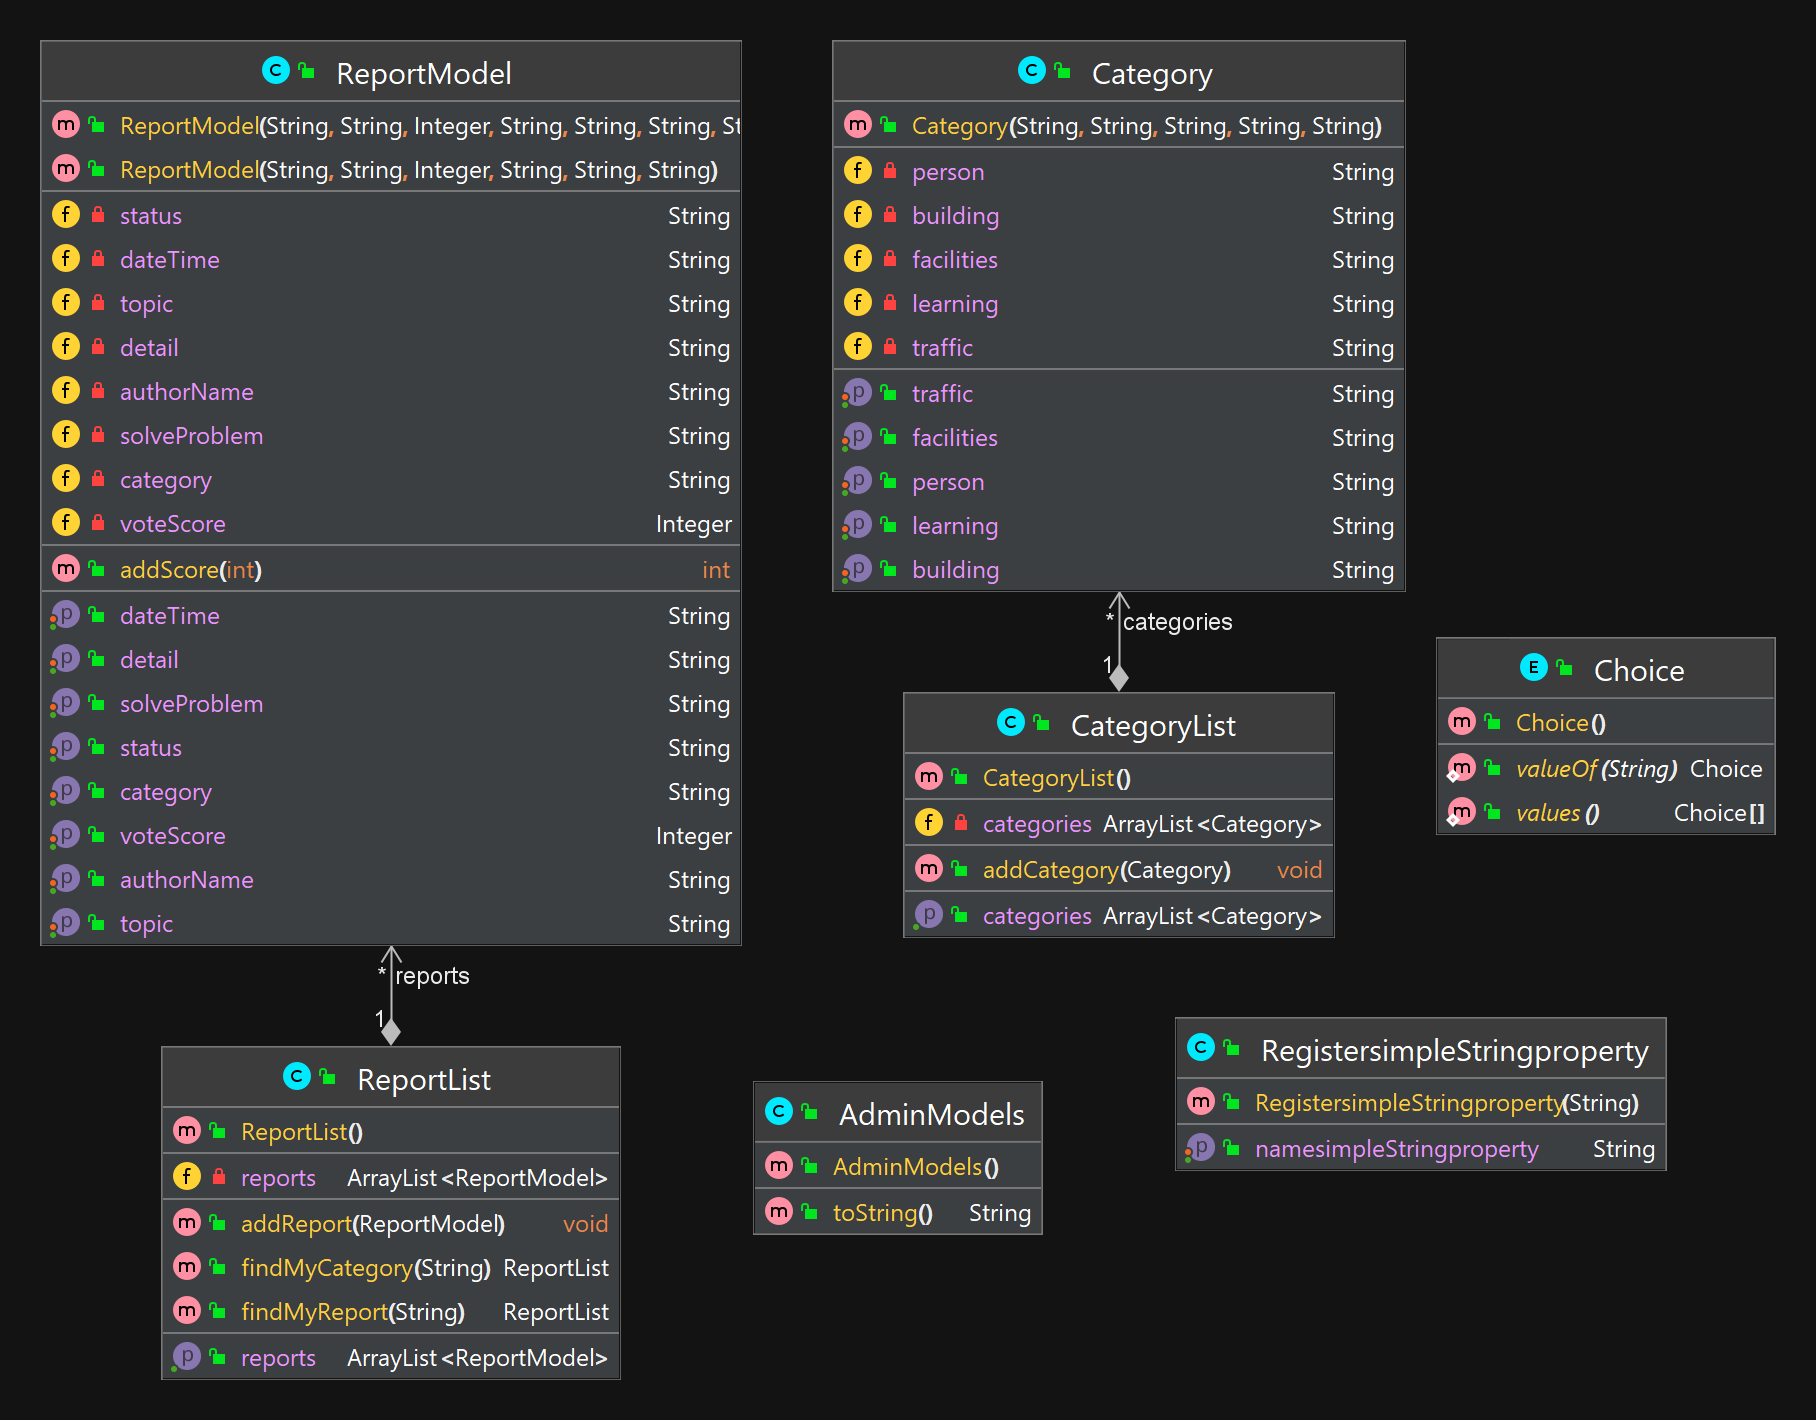 ReportModel
ReportModel(String, String, Integer, String, String, String, St
ReportModel(String, String, Integer, String, String, String)
status String
dateTime String
topic String
detail String
authorName String
solveProblem String
category String
voteScore Integer
addScore(int) int
dateTime String
detail String
solveProblem String
status String
category String
voteScore Integer
authorName String
topic String
* reports
1
ReportList
ReportList()
reports ArrayList<ReportModel>
addReport(ReportModel) void
findMyCategory(String) ReportList
findMyReport(String) ReportList
reports ArrayList<ReportModel>
Category
Category(String, String, String, String, String)
person String
building String
facilities String
learning String
traffic String
traffic String
facilities String
person String
learning String
building String
* categories
1
CategoryList
CategoryList()
categories ArrayList<Category>
addCategory(Category) void
categories ArrayList<Category>
Choice
Choice()
valueOf(String) Choice
values() Choice[]
AdminModels
AdminModels()
toString() String
RegistersimpleStringproperty
RegistersimpleStringproperty(String)
namesimpleStringproperty String